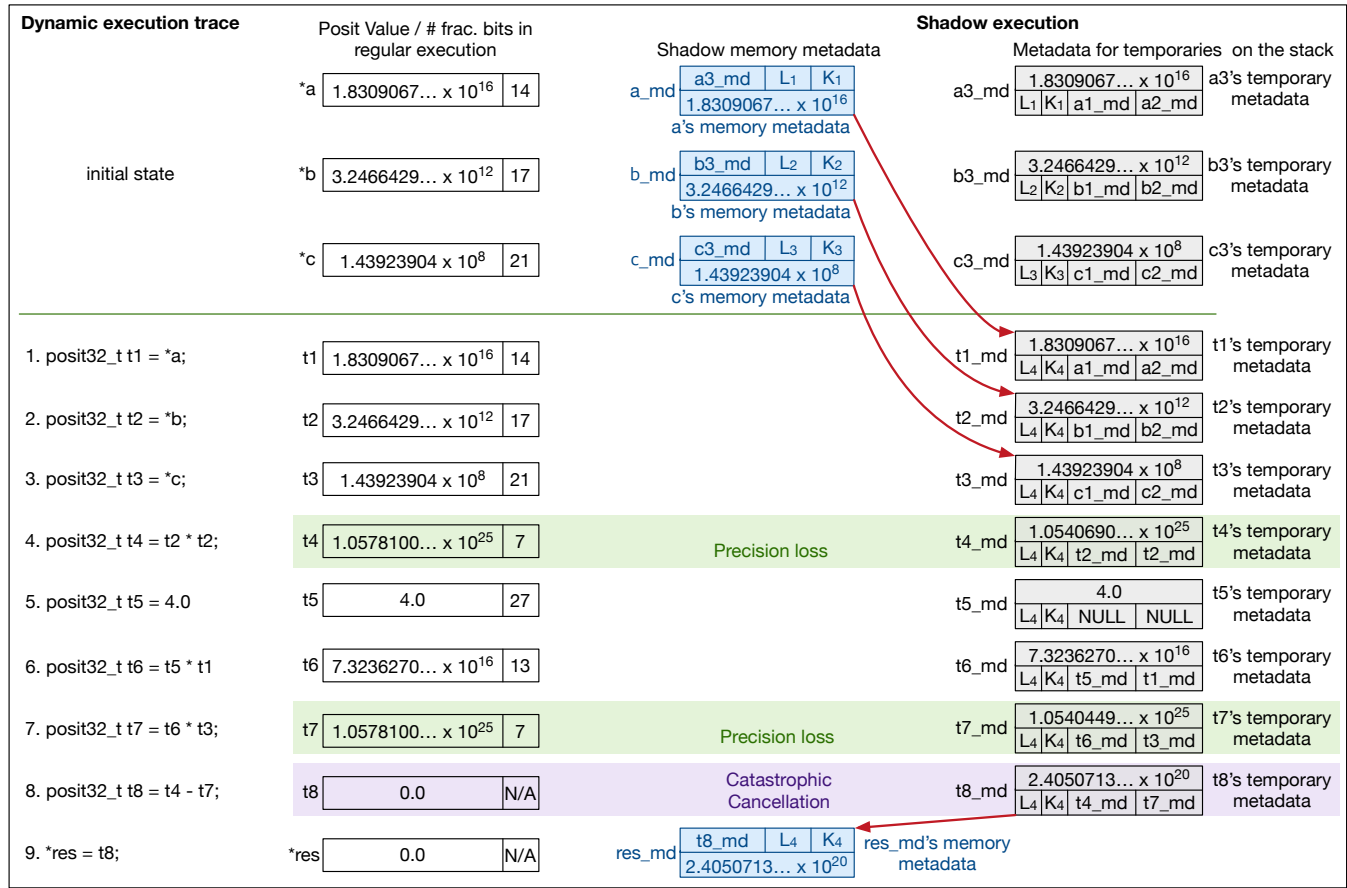 Dynamic execution trace
Posit Value / # frac. bits in
regular execution
Shadow execution
Shadow memory metadata
Metadata for temporaries on the stack
*a 1.8309067... x 10^16 14
a_md a3_md L1 K1
1.8309067... x 10^16
a's memory metadata
a3_md 1.8309067... x 10^16
L1 K1 a1_md a2_md
a3's temporary
metadata
initial state
*b 3.2466429... x 10^12 17
b_md b3_md L2 K2
3.2466429... x 10^12
b's memory metadata
b3_md 3.2466429... x 10^12
L2 K2 b1_md b2_md
b3's temporary
metadata
*c 1.43923904 x 10^8 21
c_md c3_md L3 K3
1.43923904 x 10^8
c's memory metadata
c3_md 1.43923904 x 10^8
L3 K3 c1_md c2_md
c3's temporary
metadata
1. posit32_t t1 = *a;
t1 1.8309067... x 10^16 14
t1_md 1.8309067... x 10^16
L4 K4 a1_md a2_md
t1's temporary
metadata
2. posit32_t t2 = *b;
t2 3.2466429... x 10^12 17
t2_md 3.2466429... x 10^12
L4 K4 b1_md b2_md
t2's temporary
metadata
3. posit32_t t3 = *c;
t3 1.43923904 x 10^8 21
t3_md 1.43923904 x 10^8
L4 K4 c1_md c2_md
t3's temporary
metadata
4. posit32_t t4 = t2 * t2;
t4 1.0578100... x 10^25 7
Precision loss
t4_md 1.0540690... x 10^25
L4 K4 t2_md t2_md
t4's temporary
metadata
5. posit32_t t5 = 4.0
t5 4.0 27
t5_md 4.0
L4 K4 NULL NULL
t5's temporary
metadata
6. posit32_t t6 = t5 * t1
t6 7.3236270... x 10^16 13
t6_md 7.3236270... x 10^16
L4 K4 t5_md t1_md
t6's temporary
metadata
7. posit32_t t7 = t6 * t3;
t7 1.0578100... x 10^25 7
Precision loss
t7_md 1.0540449... x 10^25
L4 K4 t6_md t3_md
t7's temporary
metadata
8. posit32_t t8 = t4 - t7;
t8 0.0 N/A
Catastrophic
Cancellation
t8_md 2.4050713... x 10^20
L4 K4 t4_md t7_md
t8's temporary
metadata
9. *res = t8;
*res 0.0 N/A
res_md t8_md L4 K4
2.4050713... x 10^20
res_md's memory
metadata